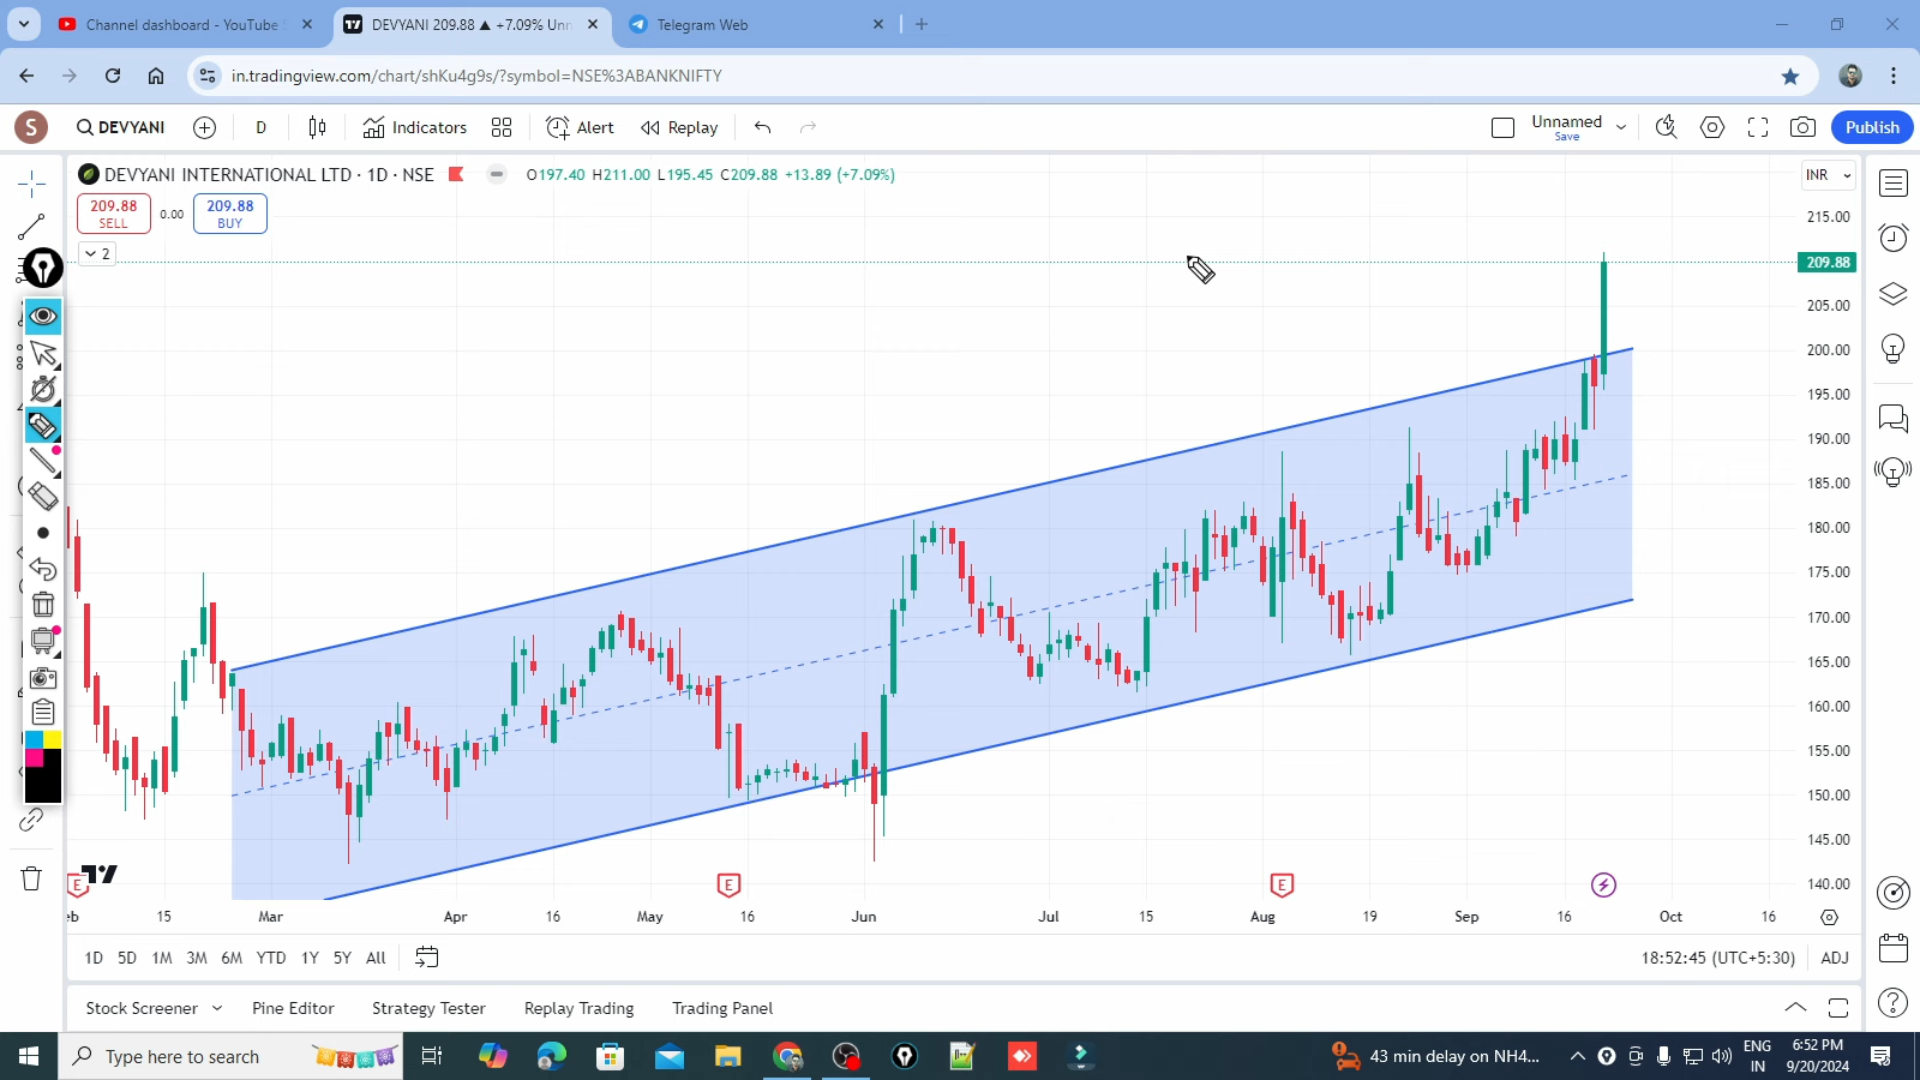 Channel dashboard - YouTube
DEVYANI 209.88 ▲ +7.09% Unn
Telegram Web
in.tradingview.com/chart/shKu4g9s/?symbol=NSE%3ABANKNIFTY
S
DEVYANI
D
Indicators
Alert
Replay
Unnamed
Save
Publish
DEVYANI INTERNATIONAL LTD · 1D · NSE
O197.40 H211.00 L195.45 C209.88 +13.89 (+7.09%)
INR
209.88
SELL
0.00
209.88
BUY
2
215.00
209.88
205.00
200.00
195.00
190.00
185.00
180.00
175.00
170.00
165.00
160.00
155.00
150.00
145.00
140.00
E
E
E
eb
15
Mar
Apr
16
May
16
Jun
Jul
15
Aug
19
Sep
16
Oct
16
1D 5D 1M 3M 6M YTD 1Y 5Y All
18:52:45 (UTC+5:30)
ADJ
Stock Screener
Pine Editor
Strategy Tester
Replay Trading
Trading Panel
Type here to search
43 min delay on NH4...
ENG
IN
6:52 PM
9/20/2024